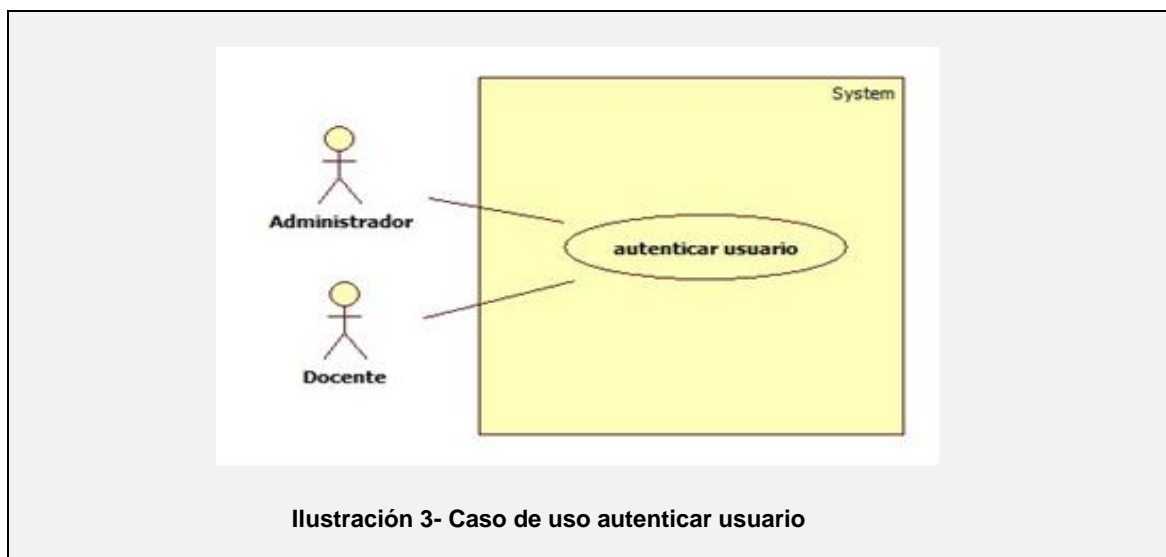 System
Administrador
autenticar usuario
Docente
Ilustración 3- Caso de uso autenticar usuario